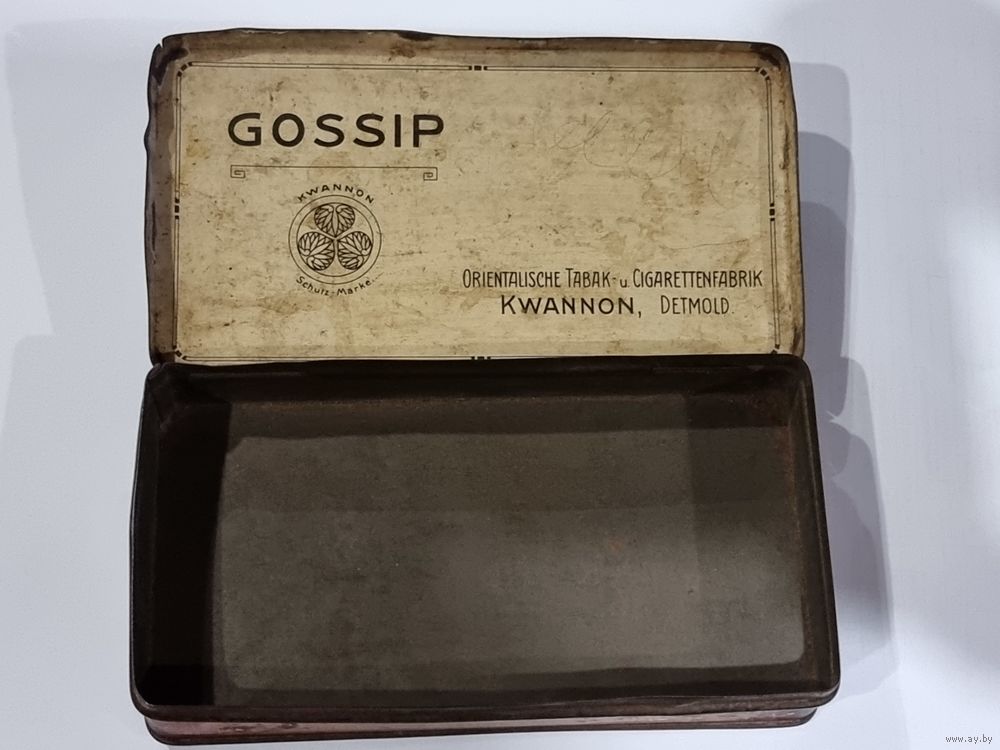 GOSSIP
KWANNON
Schutz-Marke.
ORIENTALISCHE TABAK- u. CIGARETTENFABRIK
KWANNON, DETMOLD.
www.ay.by